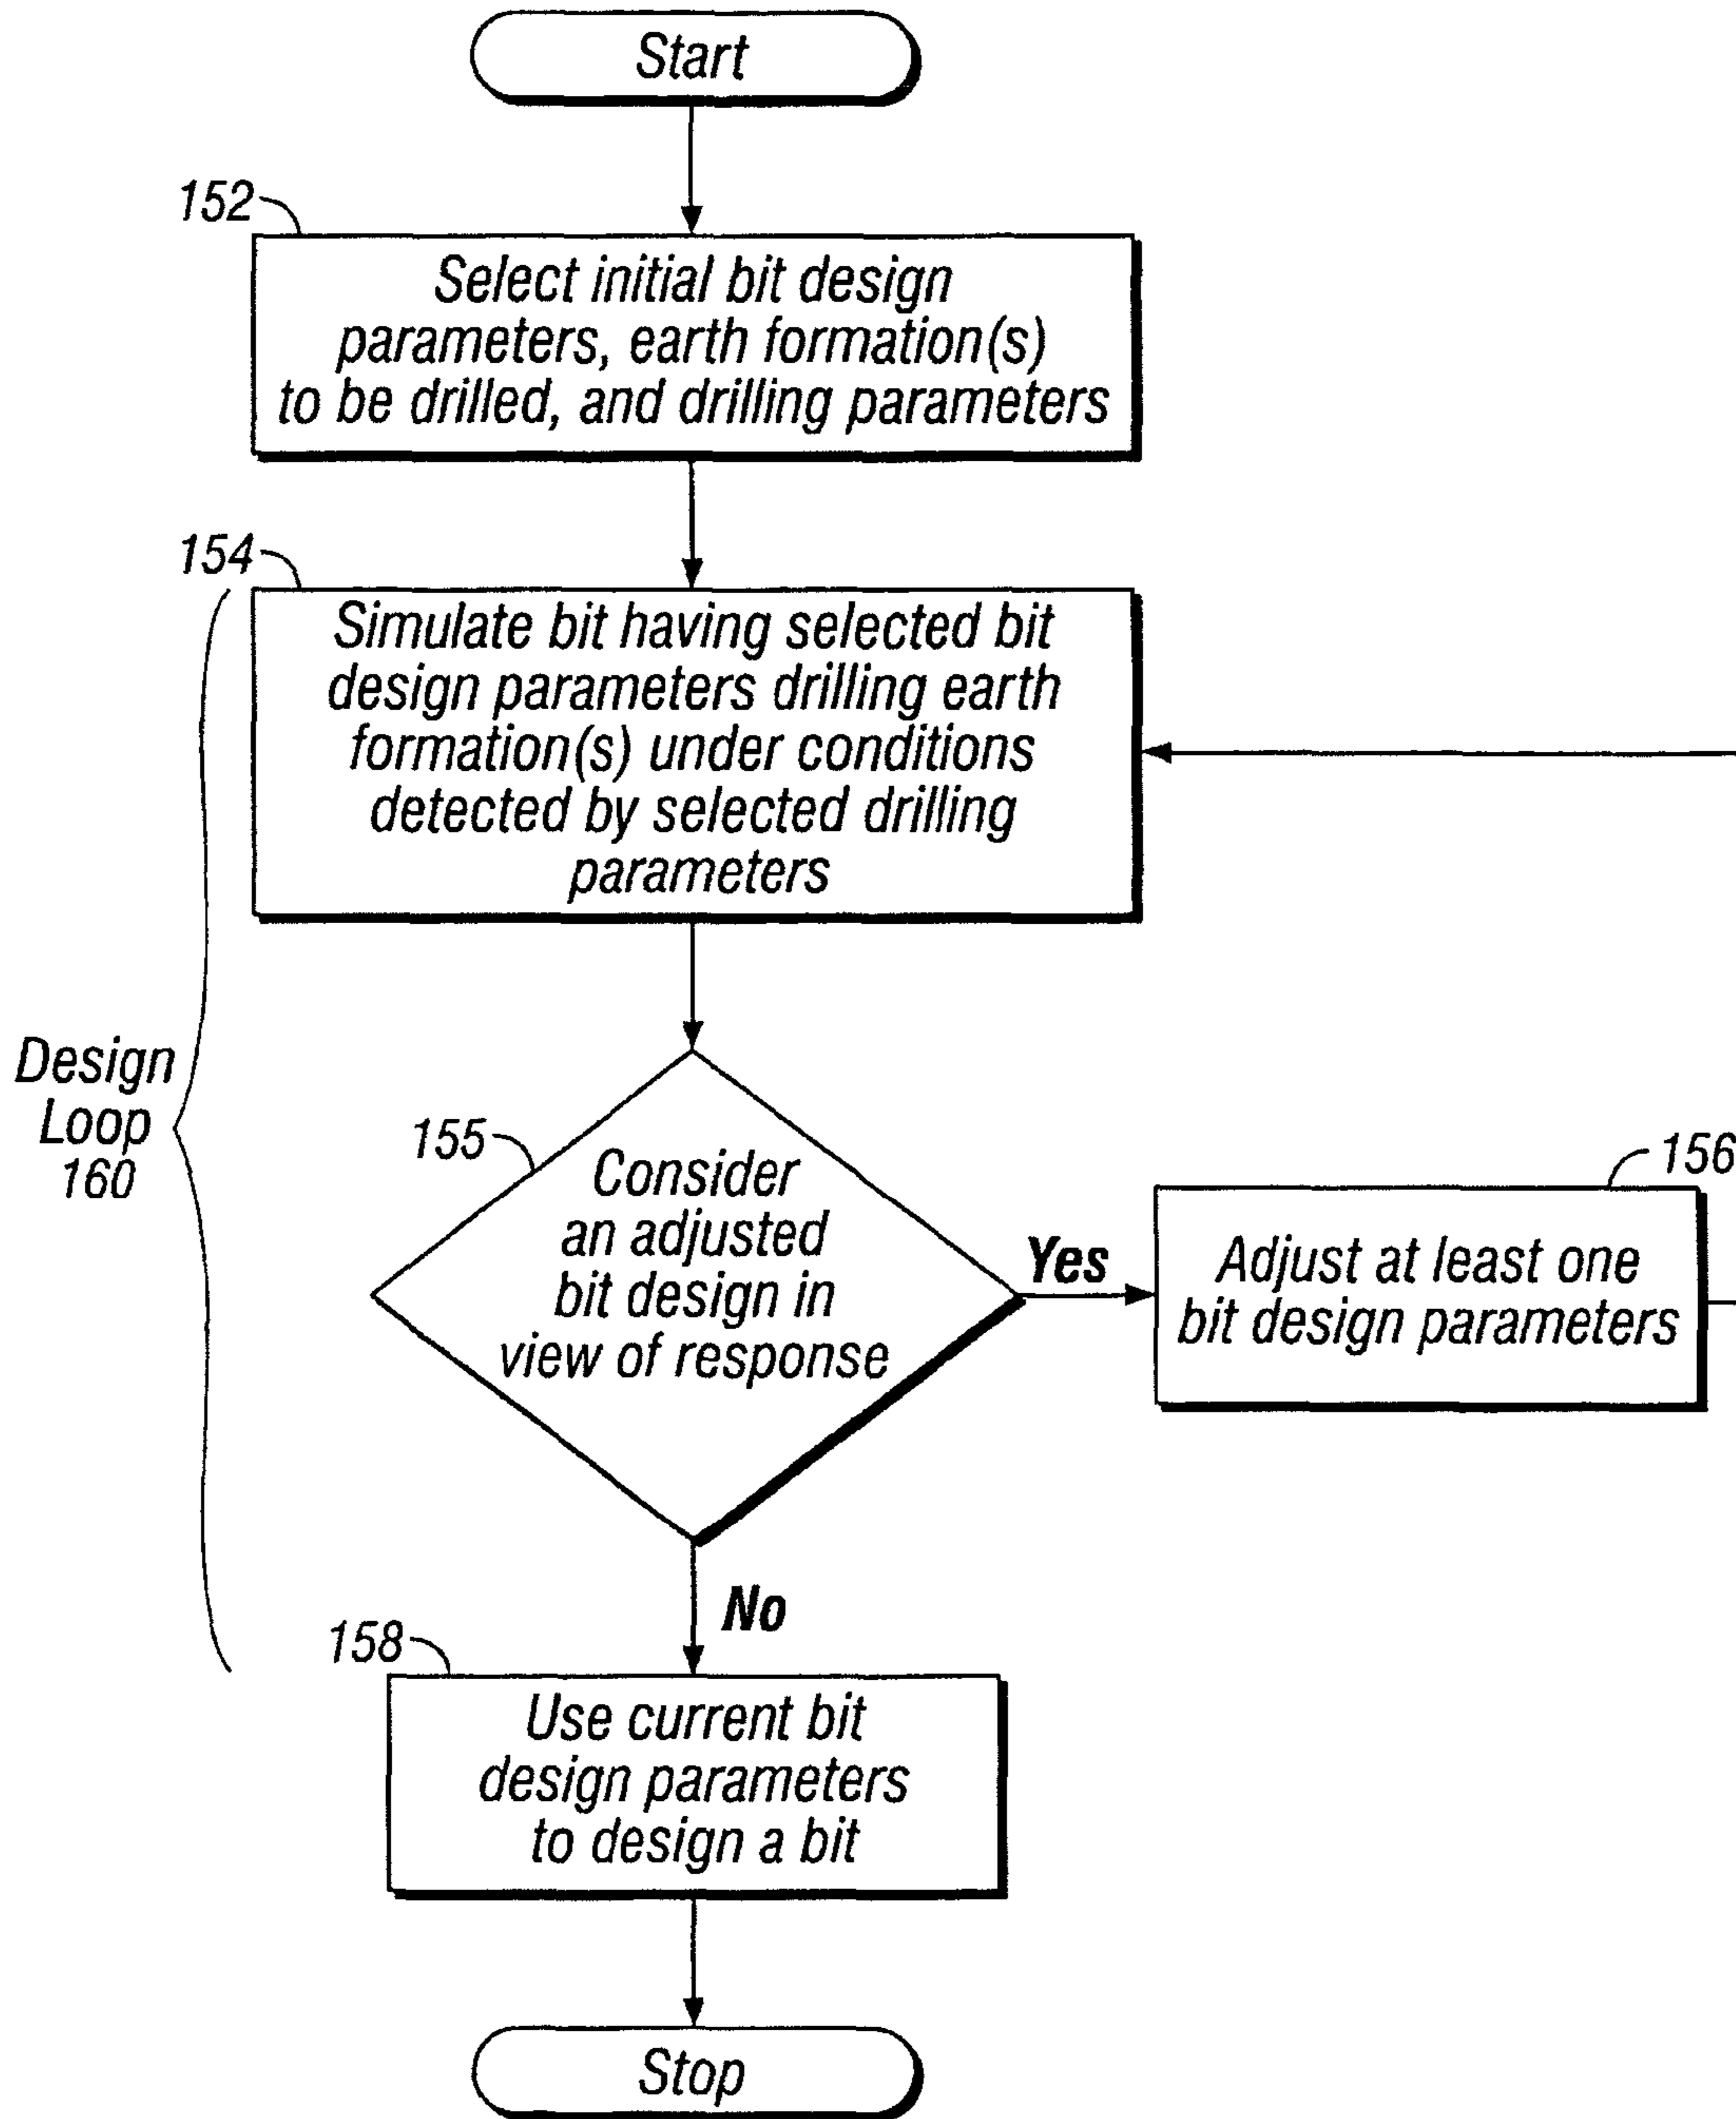 Start
152
Select initial bit design
parameters, earth formation(s)
to be drilled, and drilling parameters
154
Simulate bit having selected bit
design parameters drilling earth
formation(s) under conditions
detected by selected drilling
parameters
Design
Loop
160
155
Consider
an adjusted
bit design in
view of response
Yes
156
Adjust at least one
bit design parameters
No
158
Use current bit
design parameters
to design a bit
Stop